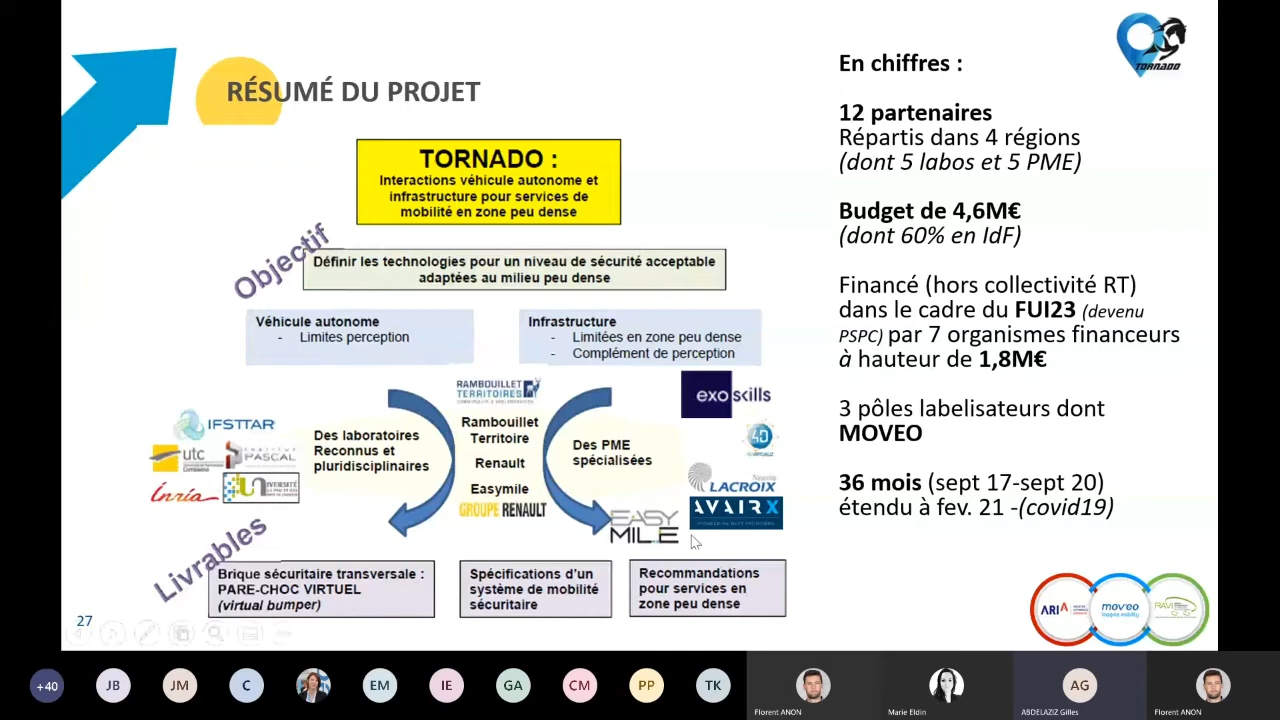 RÉSUMÉ DU PROJET
TORNADO :
Interactions véhicule autonome et
infrastructure pour services de
mobilité en zone peu dense
Objectif
Définir les technologies pour un niveau de sécurité acceptable
adaptées au milieu peu dense
Véhicule autonome
- Limites perception
Infrastructure
- Limitées en zone peu dense
- Complément de perception
IFSTTAR
utc
INSTITUT
PASCAL
Inria
UNIVERSITÉ
Des laboratoires
Reconnus et
pluridisciplinaires
RAMBOUILLET
TERRITOIRES
Rambouillet
Territoire
Renault
Easymile
GROUPE RENAULT
Des PME
spécialisées
exoskills
4D
LACROIX
AVAIRX
EASY
MILE
Livrables
Brique sécuritaire transversale :
PARE-CHOC VIRTUEL
(virtual bumper)
Spécifications d'un
système de mobilité
sécuritaire
Recommandations
pour services en
zone peu dense
27
TORNADO
En chiffres :
12 partenaires
Répartis dans 4 régions
(dont 5 labos et 5 PME)
Budget de 4,6M€
(dont 60% en IdF)
Financé (hors collectivité RT)
dans le cadre du FUI23 (devenu
PSPC) par 7 organismes financeurs
à hauteur de 1,8M€
3 pôles labelisateurs dont
MOVEO
36 mois (sept 17-sept 20)
étendu à fev. 21 -(covid19)
ARIA
moveo
imagine mobility
RAVI
+40
JB
JM
C
EM
IE
GA
CM
PP
TK
Florent ANON
Marie Eldin
AG
ABDELAZIZ Gilles
Florent ANON